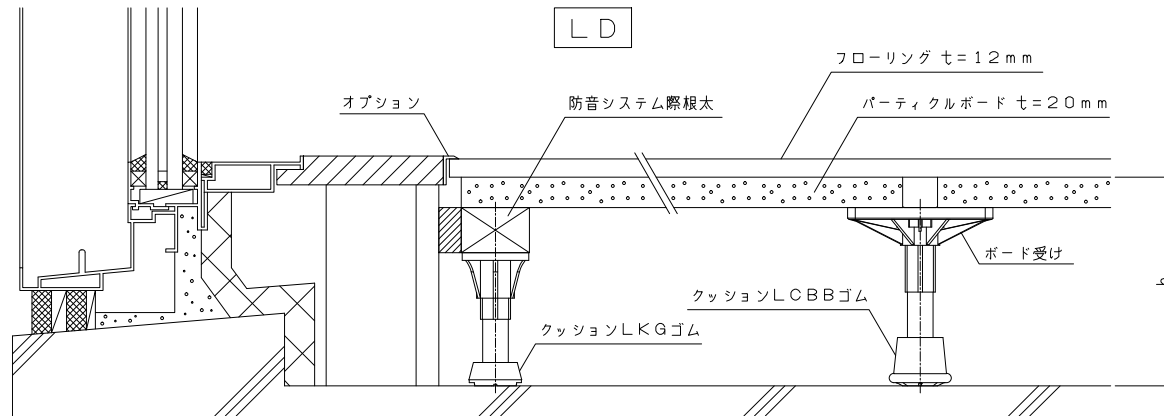 ＬＤ
フローリング ｔ＝１２ｍｍ
オプション
防音システム際根太
パーティクルボード ｔ＝２０ｍｍ
ボード受け
クッションＬＣＢＢゴム
クッションＬＫＧゴム